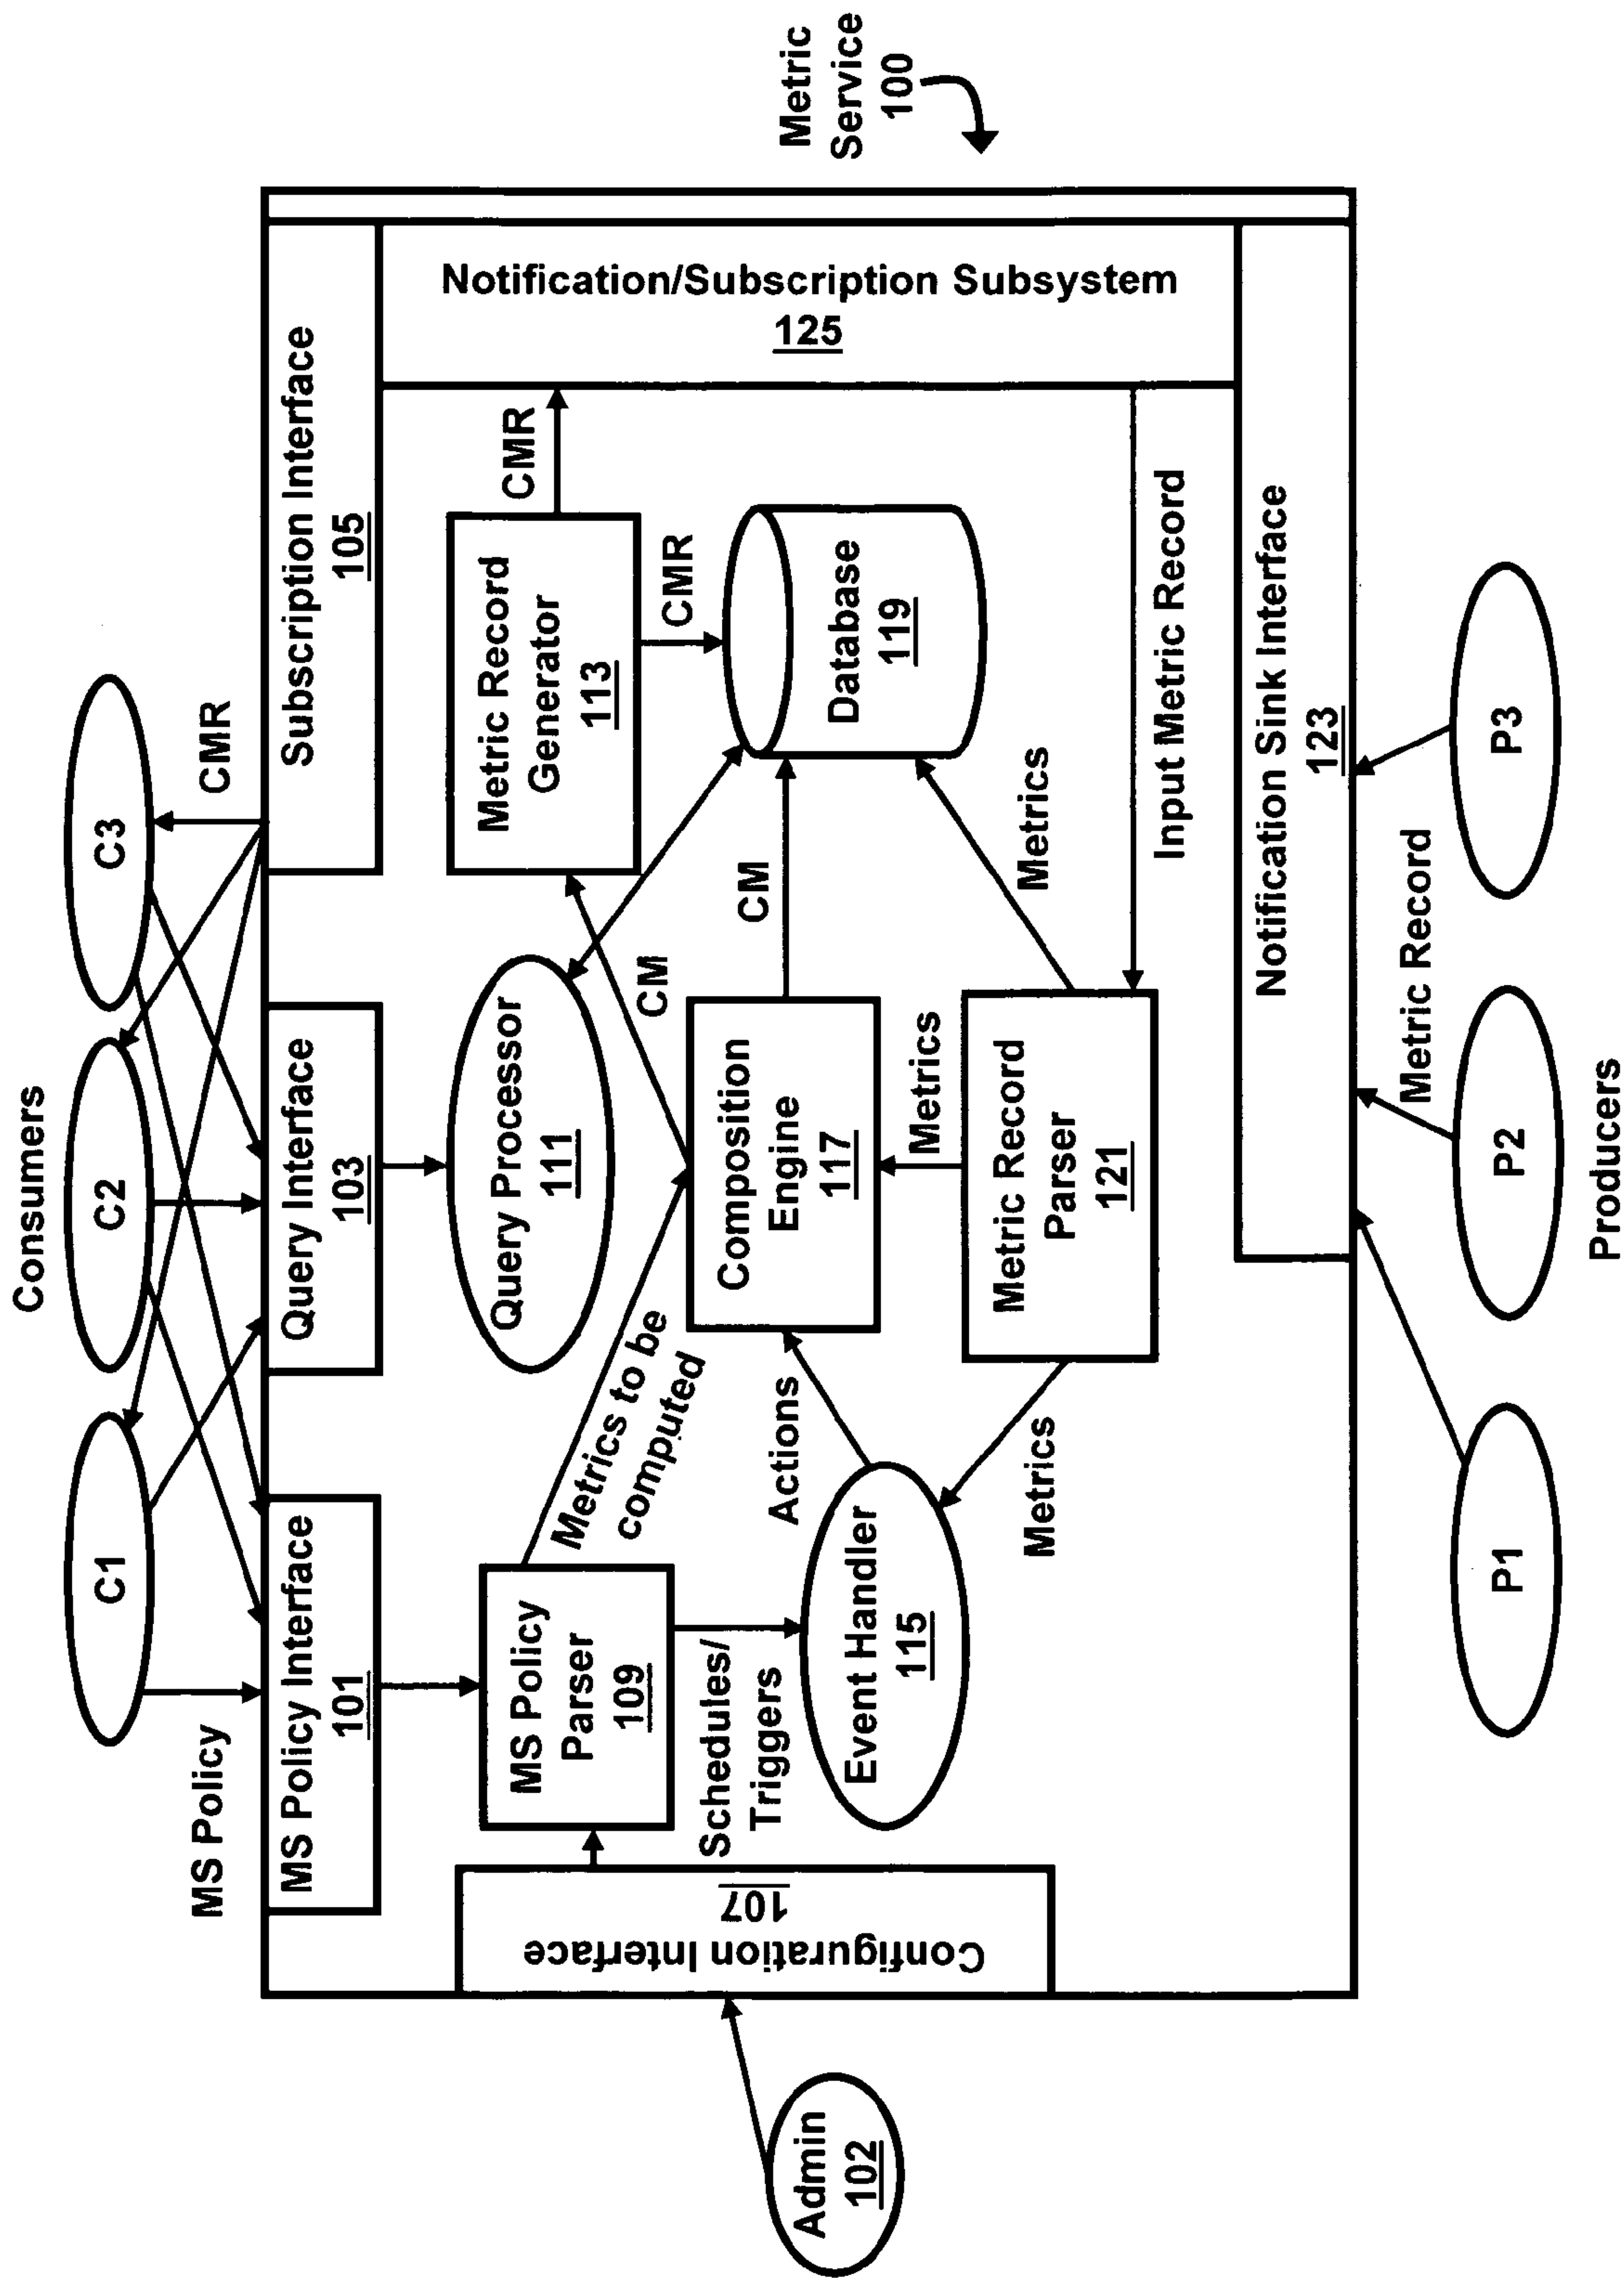 Consumers
C1
C2
C3
MS Policy
CMR
MS Policy Interface
101
Query Interface
103
Subscription Interface
105
Configuration Interface
107
Admin
102
MS Policy
Parser
109
Query Processor
111
Metric Record
Generator
113
CMR
CMR
Notification/Subscription Subsystem
125
Metric
Service
100
Metrics to be
computed
CM
Schedules/
Triggers
Actions
Composition
Engine
117
CM
Database
119
Event Handler
115
Metrics
Metrics
Metrics
Metric Record
Parser
121
Input Metric Record
Notification Sink Interface
123
Metric Record
P1
P2
P3
Producers